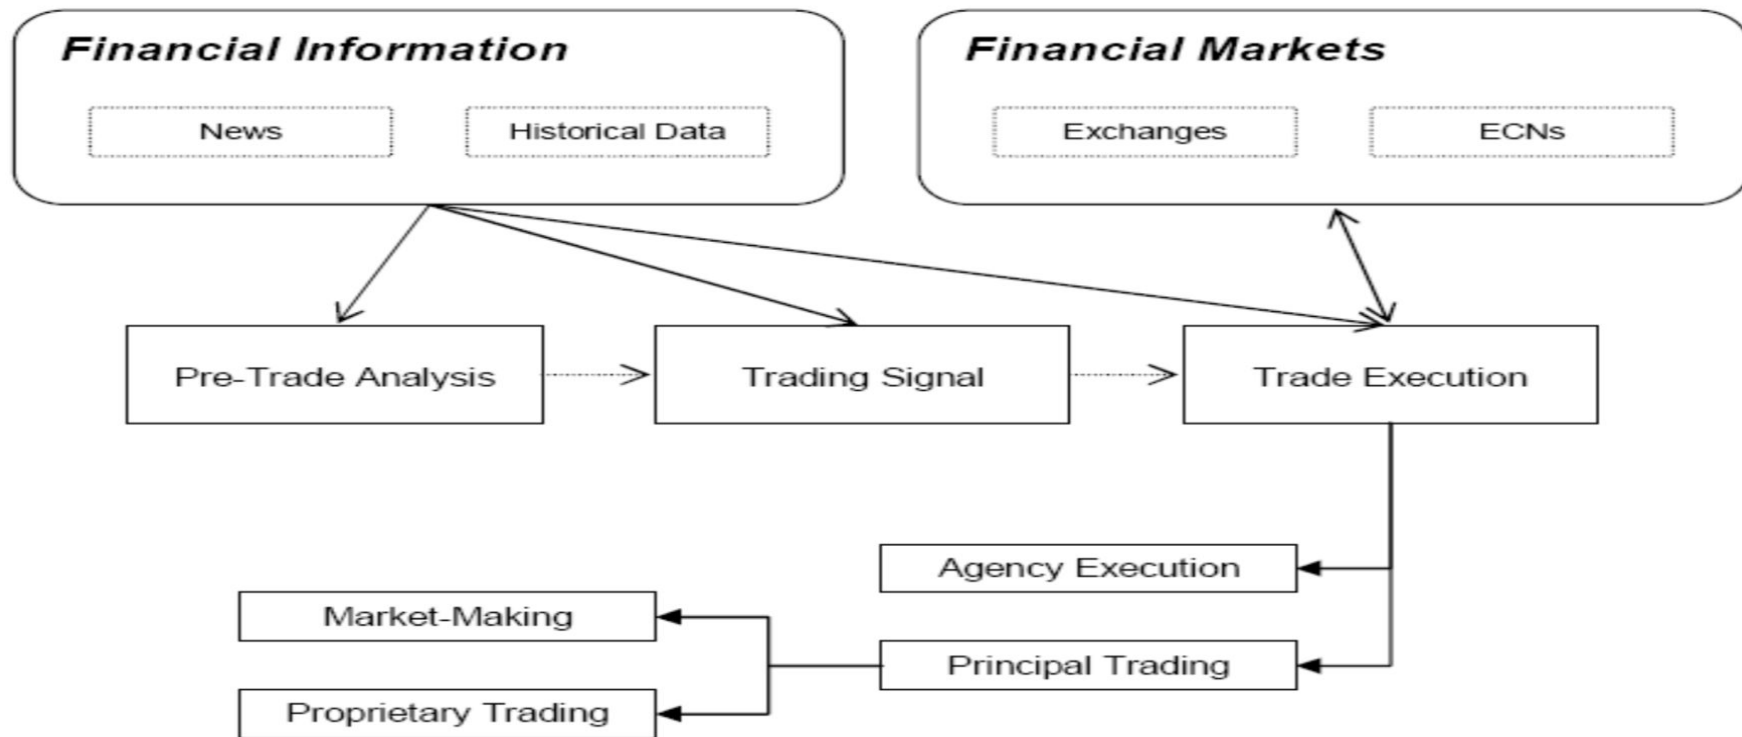 Financial Information
Financial Markets
News
Historical Data
Exchanges
ECNs
Pre-Trade Analysis
Trading Signal
Trade Execution
Agency Execution
Market-Making
Principal Trading
Proprietary Trading